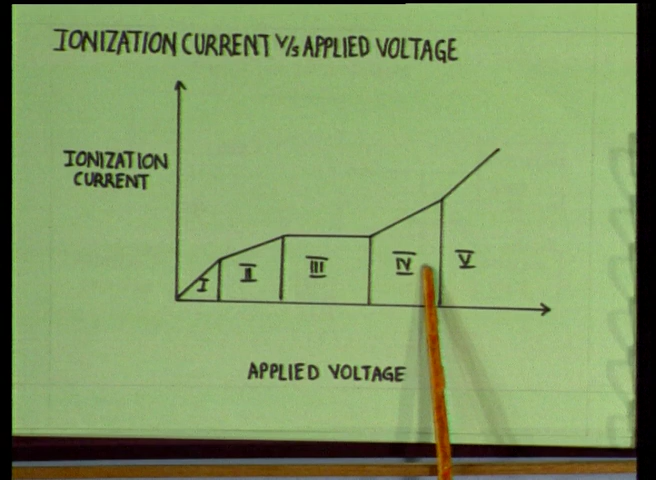 IONIZATION CURRENT V/S APPLIED VOLTAGE
IONIZATION
CURRENT
I
II
III
IV
V
APPLIED VOLTAGE